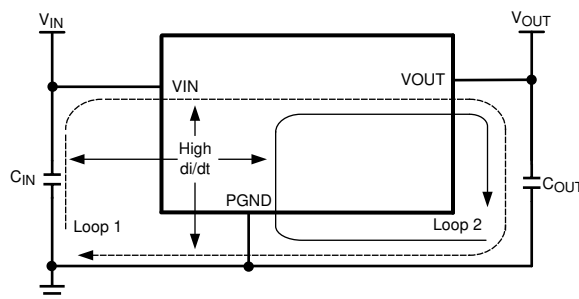 VIN
VOUT
VIN
VOUT
High
di/dt
CIN
COUT
PGND
Loop 1
Loop 2